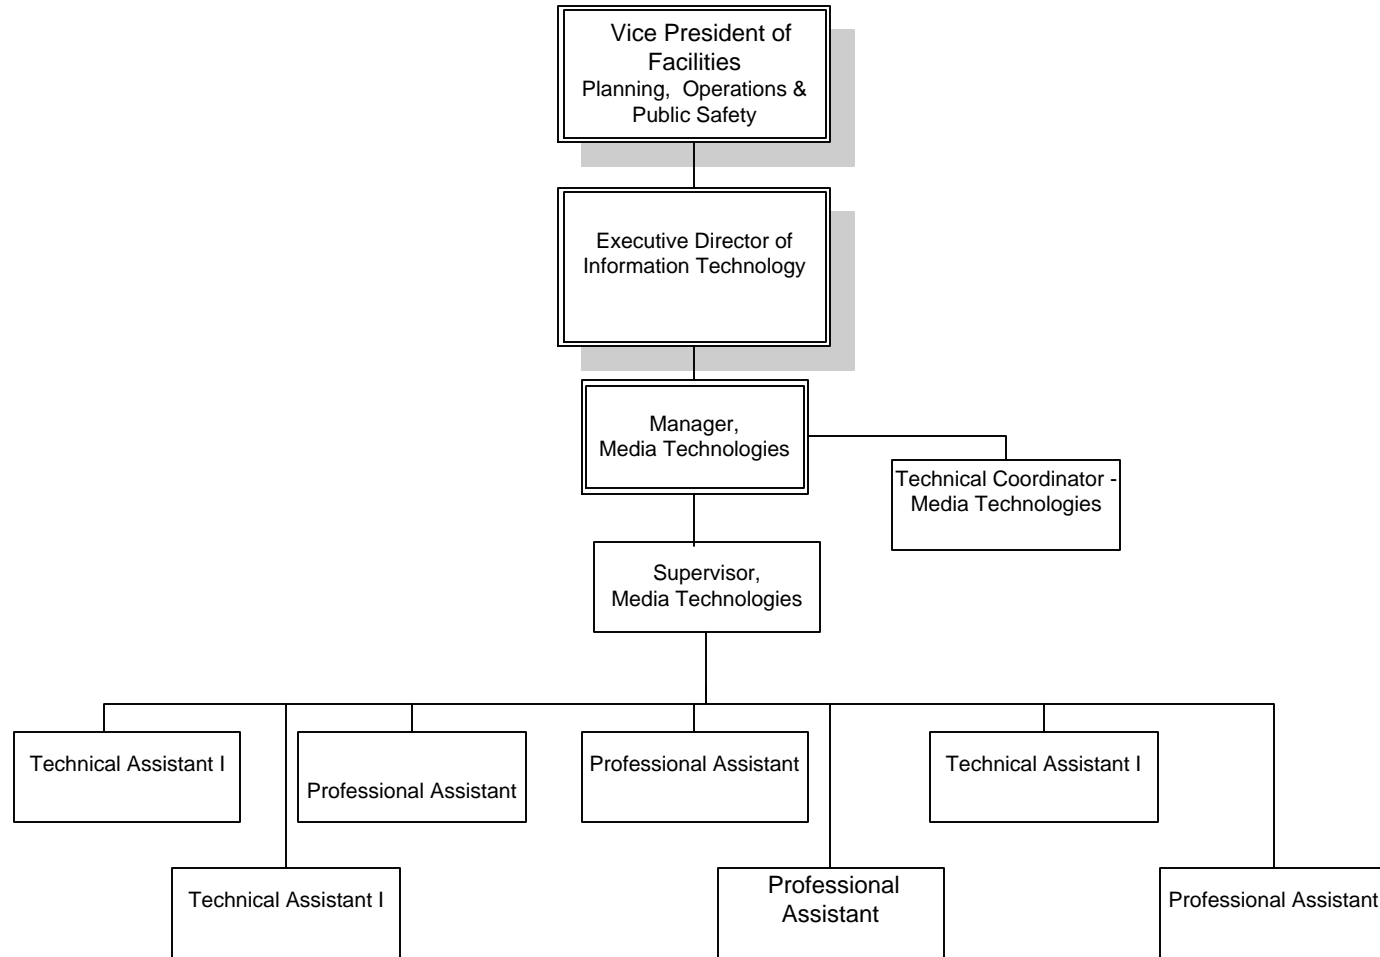 Vice President of
Facilities
Planning, Operations &
Public Safety
Executive Director of
Information Technology
Manager,
Media Technologies
Technical Coordinator -
Media Technologies
Supervisor,
Media Technologies
Technical Assistant I
Professional Assistant
Professional Assistant
Technical Assistant I
Technical Assistant I
Professional
Assistant
Professional Assistant